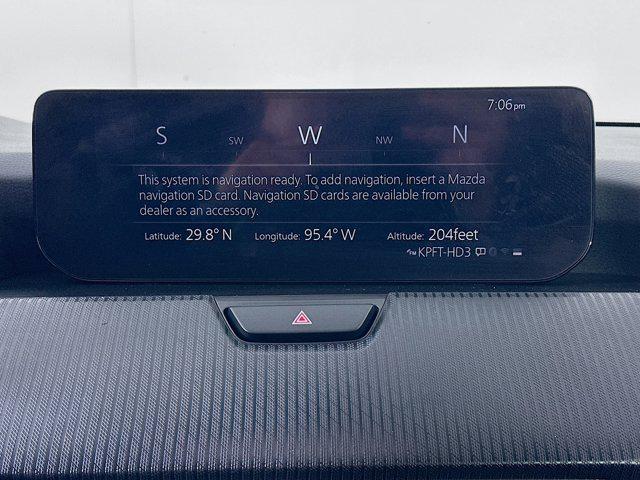 7:06pm
S SW W NW N
This system is navigation ready. To add navigation, insert a Mazda
navigation SD card. Navigation SD cards are available from your
dealer as an accessory.
Latitude: 29.8° N Longitude: 95.4° W Altitude: 204feet
FM KPFT-HD3